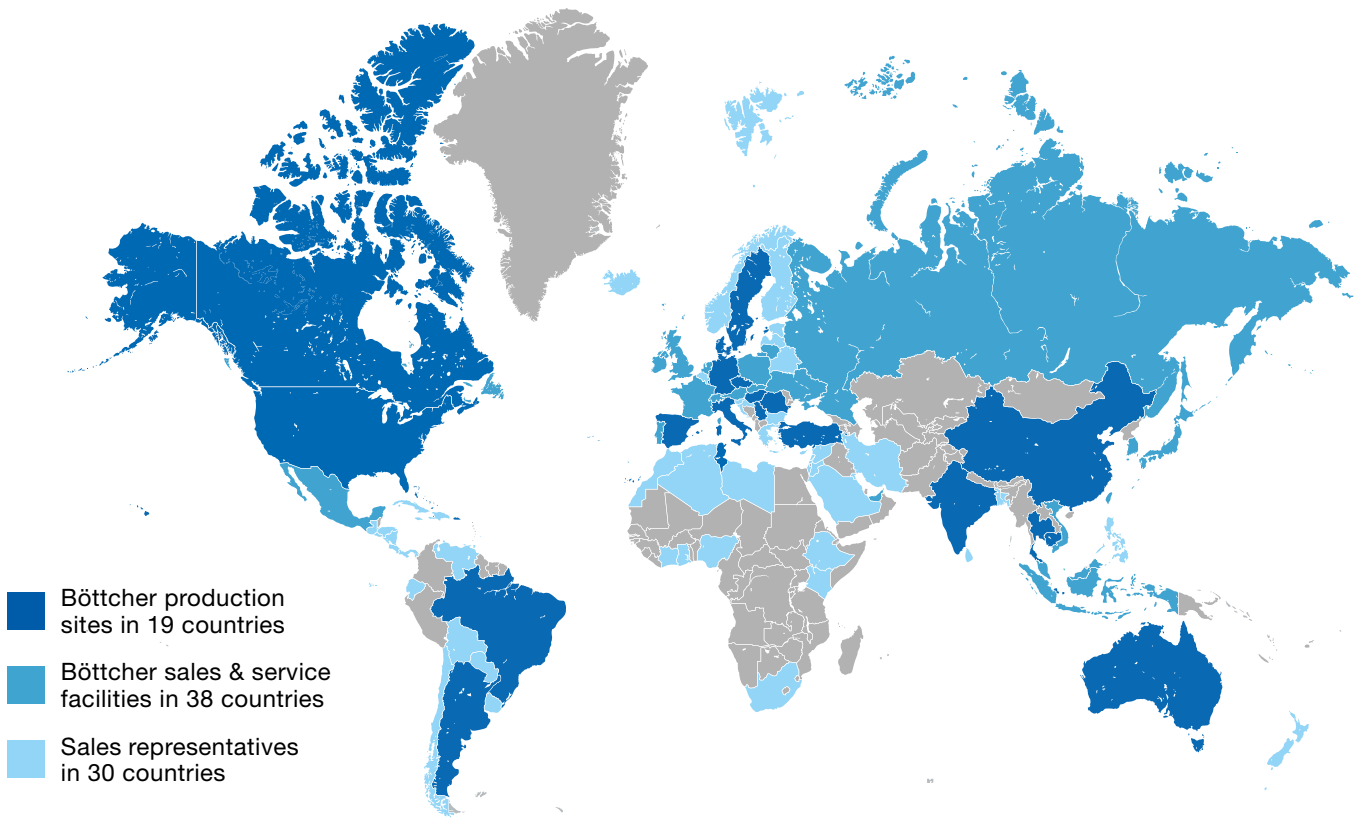 Böttcher production
sites in 19 countries
Böttcher sales & service
facilities in 38 countries
Sales representatives
in 30 countries